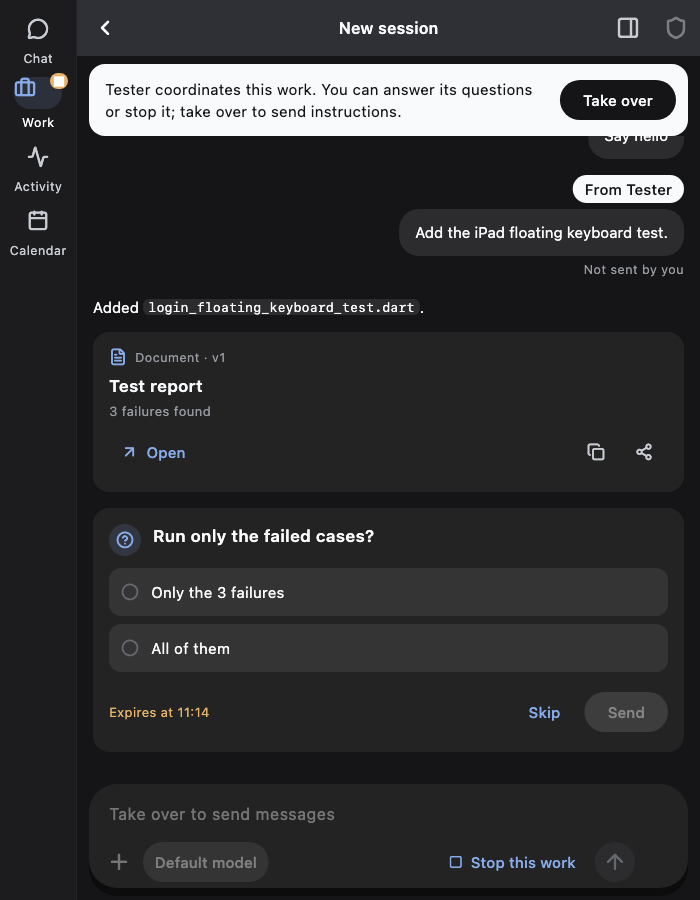 New session
Chat
Work
Activity
Calendar
Tester coordinates this work. You can answer its questions
or stop it; take over to send instructions.
Take over
Say hello
From Tester
Add the iPad floating keyboard test.
Not sent by you
Added login_floating_keyboard_test.dart.
Document · v1
Test report
3 failures found
Open
Run only the failed cases?
Only the 3 failures
All of them
Expires at 11:14
Skip
Send
Take over to send messages
Default model
Stop this work